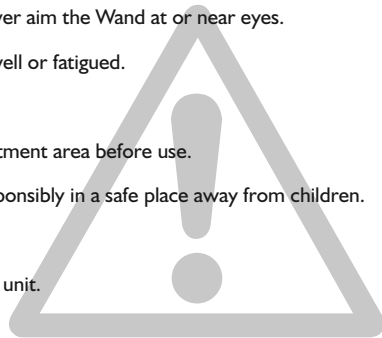 ver aim the Wand at or near eyes.
vell or fatigued.
tment area before use.
ponsibly in a safe place away from children.
unit.